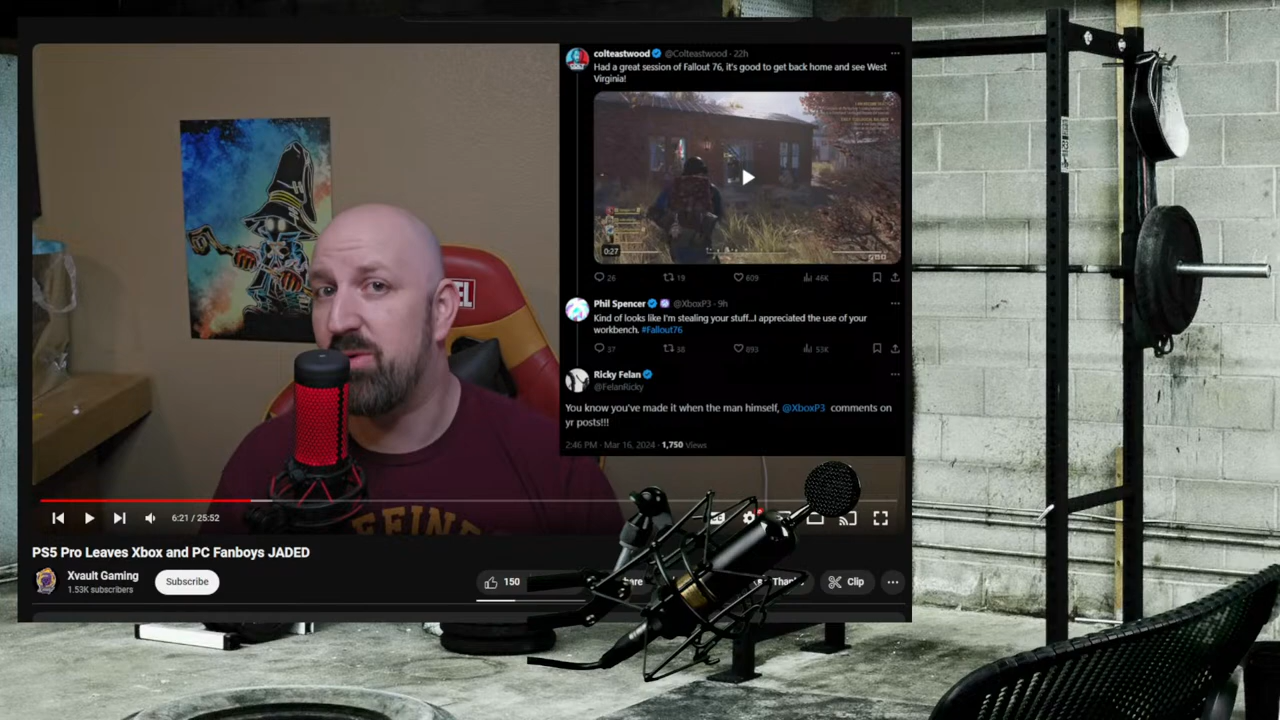 colteastwood @Colteastwood · 22h
Had a great session of Fallout 76, it's good to get back home and see West
Virginia!
0:27
26 19 609 46K
Phil Spencer @XboxP3 · 9h
Kind of looks like I'm stealing your stuff...I appreciated the use of your
workbench. #Fallout76
37 38 893 53K
Ricky Felan
@FelanRicky
You know you've made it when the man himself, @XboxP3 comments on
yr posts!!!
2:46 PM · Mar 16, 2024 · 1,750 Views
6:21 / 25:52
PS5 Pro Leaves Xbox and PC Fanboys JADED
Xvault Gaming
1.53K subscribers
Subscribe
150
Clip